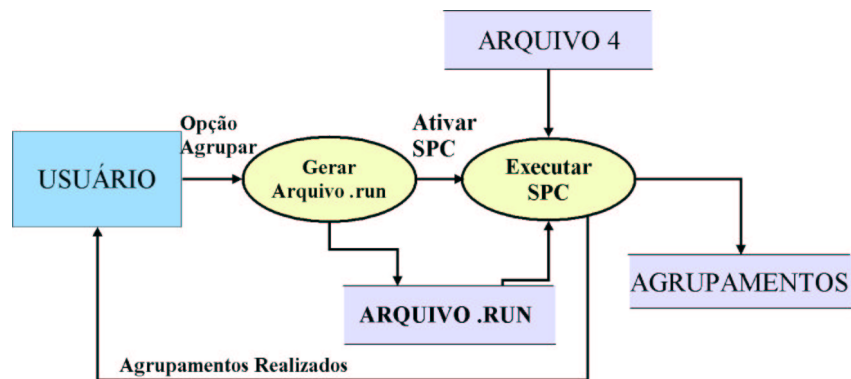 ARQUIVO 4
Opção
Agrupar
Ativar
SPC
USUÁRIO
Gerar
Arquivo .run
Executar
SPC
AGRUPAMENTOS
ARQUIVO .RUN
Agrupamentos Realizados